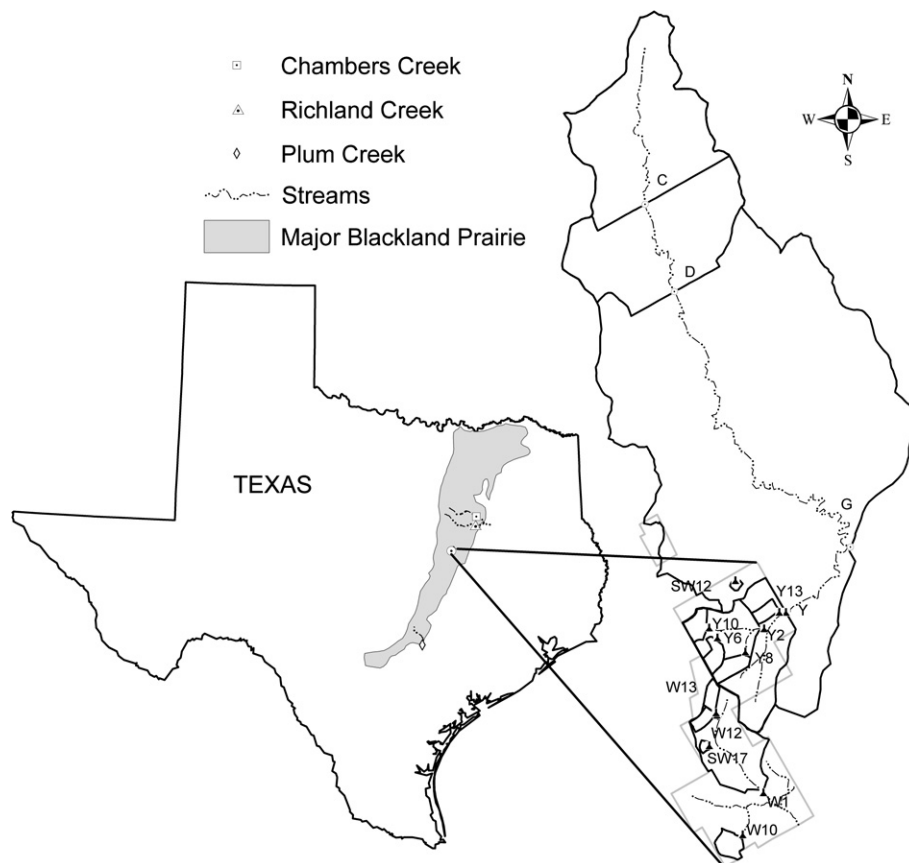 Chambers Creek
Richland Creek
Plum Creek
Streams
Major Blackland Prairie
N
W E
S
C
D
TEXAS
G
SW12
Y13
Y
Y10
Y6
Y2
Y8
W13
W12
SW17
W1
W10